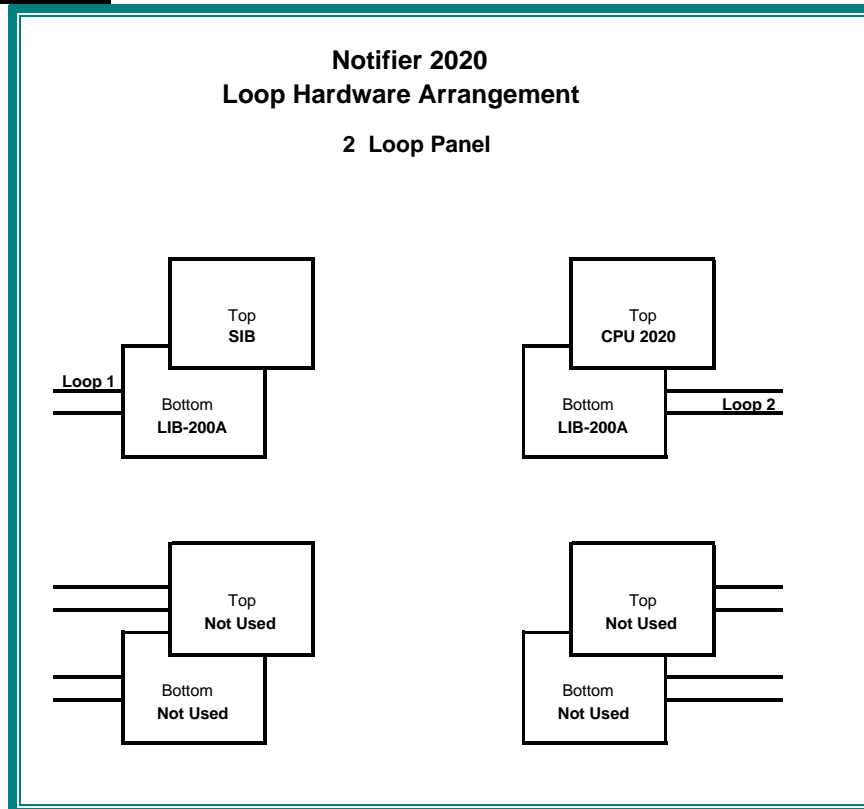 Notifier 2020
Loop Hardware Arrangement
2 Loop Panel
Top
SIB
Loop 1
Bottom
LIB-200A
Top
CPU 2020
Bottom
LIB-200A
Loop 2
Top
Not Used
Bottom
Not Used
Top
Not Used
Bottom
Not Used